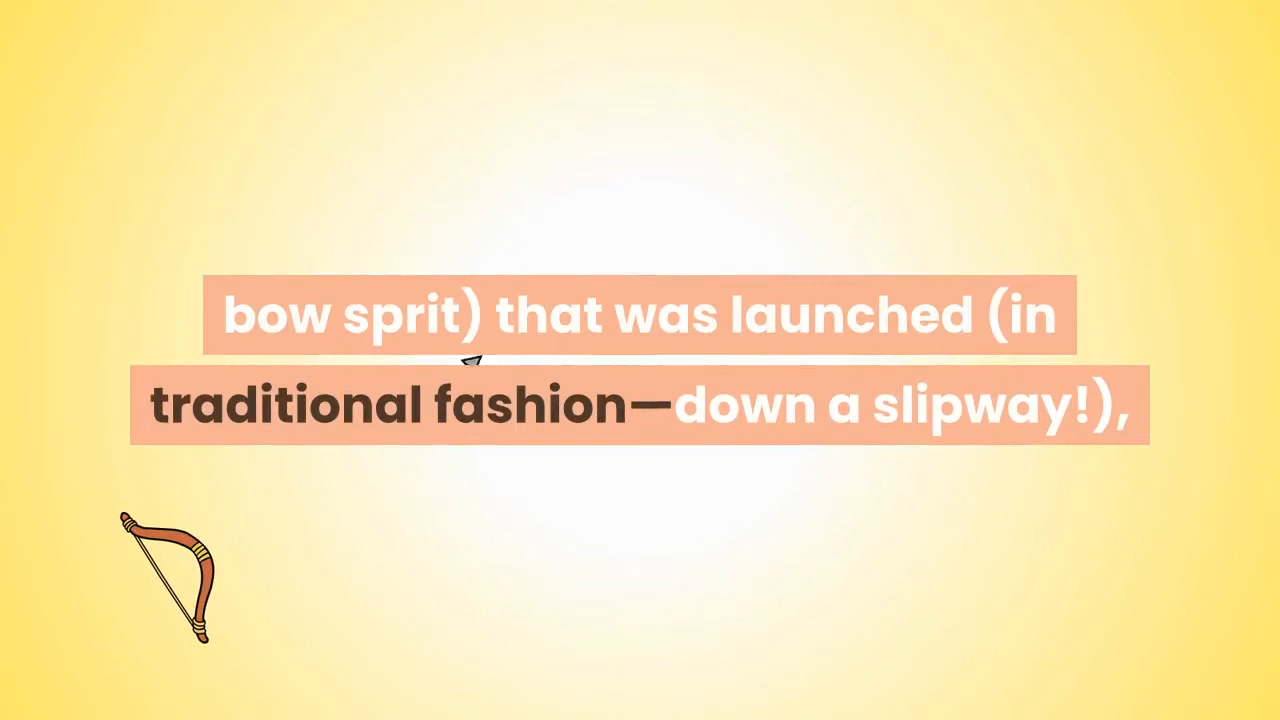 bow sprit) that was launched (in
traditional fashion—down a slipway!),